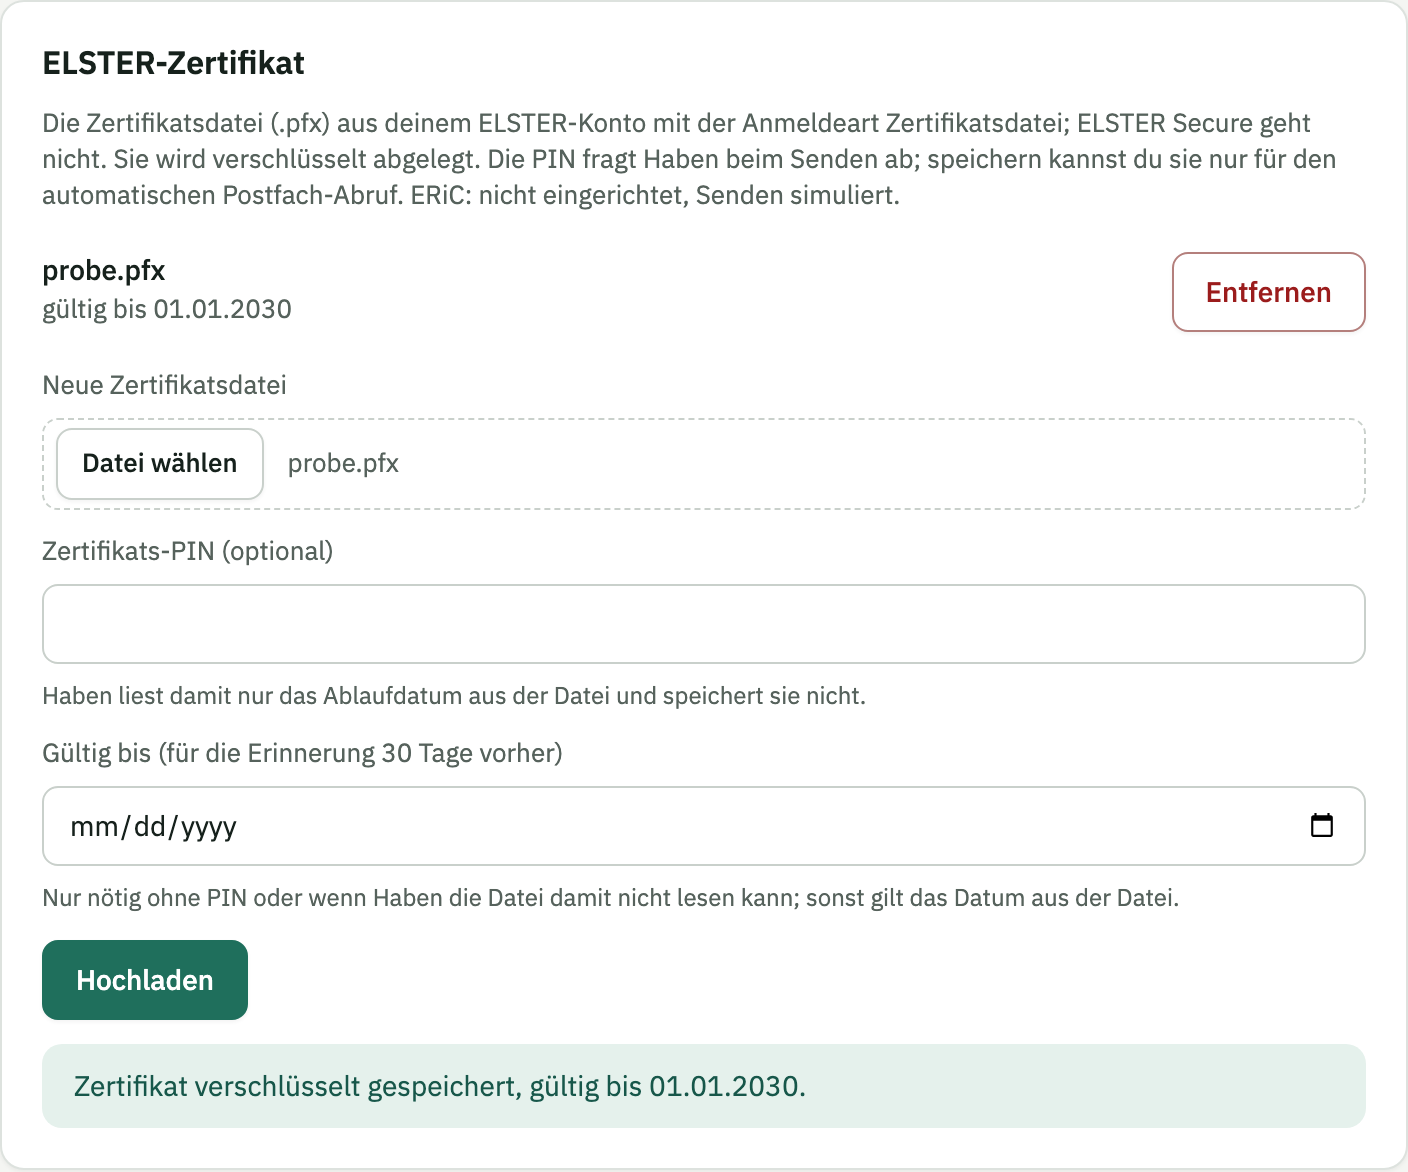 ELSTER-Zertifikat
Die Zertifikatsdatei (.pfx) aus deinem ELSTER-Konto mit der Anmeldeart Zertifikatsdatei; ELSTER Secure geht
nicht. Sie wird verschlüsselt abgelegt. Die PIN fragt Haben beim Senden ab; speichern kannst du sie nur für den
automatischen Postfach-Abruf. ERiC: nicht eingerichtet, Senden simuliert.
probe.pfx
gültig bis 01.01.2030
Entfernen
Neue Zertifikatsdatei
Datei wählen probe.pfx
Zertifikats-PIN (optional)
Haben liest damit nur das Ablaufdatum aus der Datei und speichert sie nicht.
Gültig bis (für die Erinnerung 30 Tage vorher)
mm/dd/yyyy
Nur nötig ohne PIN oder wenn Haben die Datei damit nicht lesen kann; sonst gilt das Datum aus der Datei.
Hochladen
Zertifikat verschlüsselt gespeichert, gültig bis 01.01.2030.